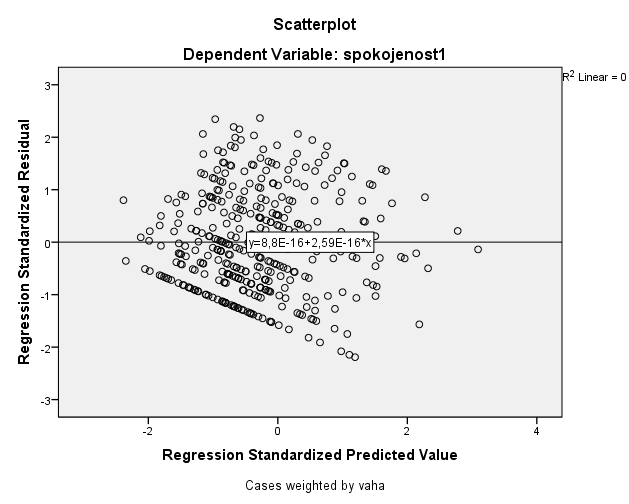 Scatterplot
Dependent Variable: spokojenost1
R² Linear = 0
3
2
1
0
-1
-2
-3
y=8,8E-16+2,59E-16*x
-2
0
2
4
Regression Standardized Residual
Regression Standardized Predicted Value
Cases weighted by vaha